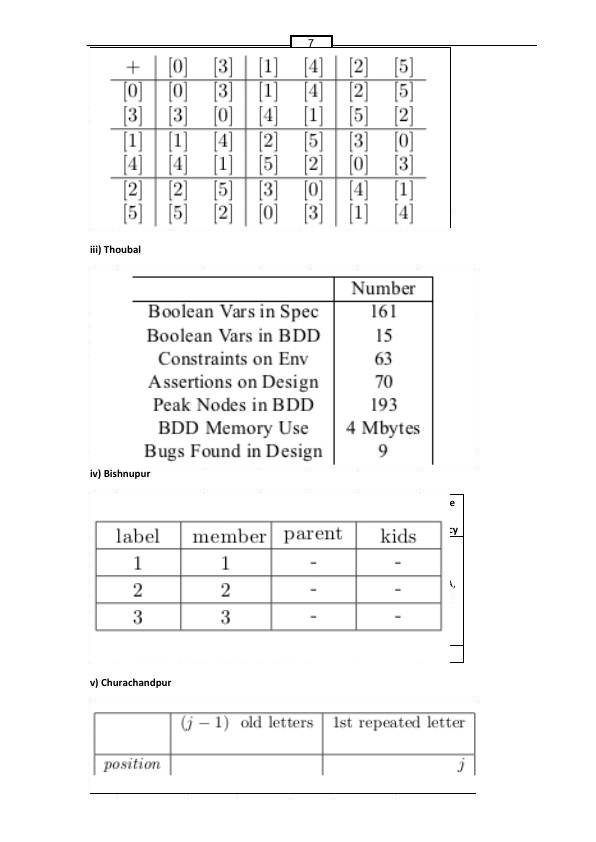 7
+ [0] [3] [1] [4] [2] [5]
[0] [0] [3] [1] [4] [2] [5]
[3] [3] [0] [4] [1] [5] [2]
[1] [1] [4] [2] [5] [3] [0]
[4] [4] [1] [5] [2] [0] [3]
[2] [2] [5] [3] [0] [4] [1]
[5] [5] [2] [0] [3] [1] [4]
iii) Thoubal
Number
Boolean Vars in Spec 161
Boolean Vars in BDD 15
Constraints on Env 63
Assertions on Design 70
Peak Nodes in BDD 193
BDD Memory Use 4 Mbytes
Bugs Found in Design 9
iv) Bishnupur
label member parent kids
1 1 - -
2 2 - -
3 3 - -
v) Churachandpur
(j − 1) old letters 1st repeated letter
position j